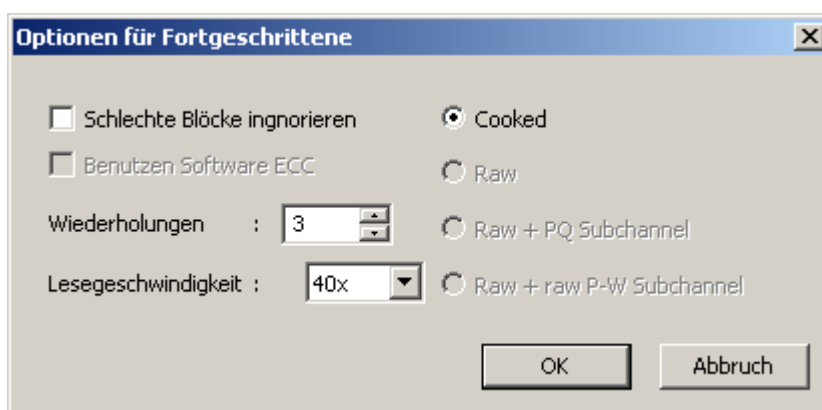 Optionen für Fortgeschrittene
Schlechte Blöcke ingnorieren
Cooked
Benutzen Software ECC
Raw
Wiederholungen : 3
Raw + PQ Subchannel
Lesegeschwindigkeit : 40x
Raw + raw P-W Subchannel
OK
Abbruch